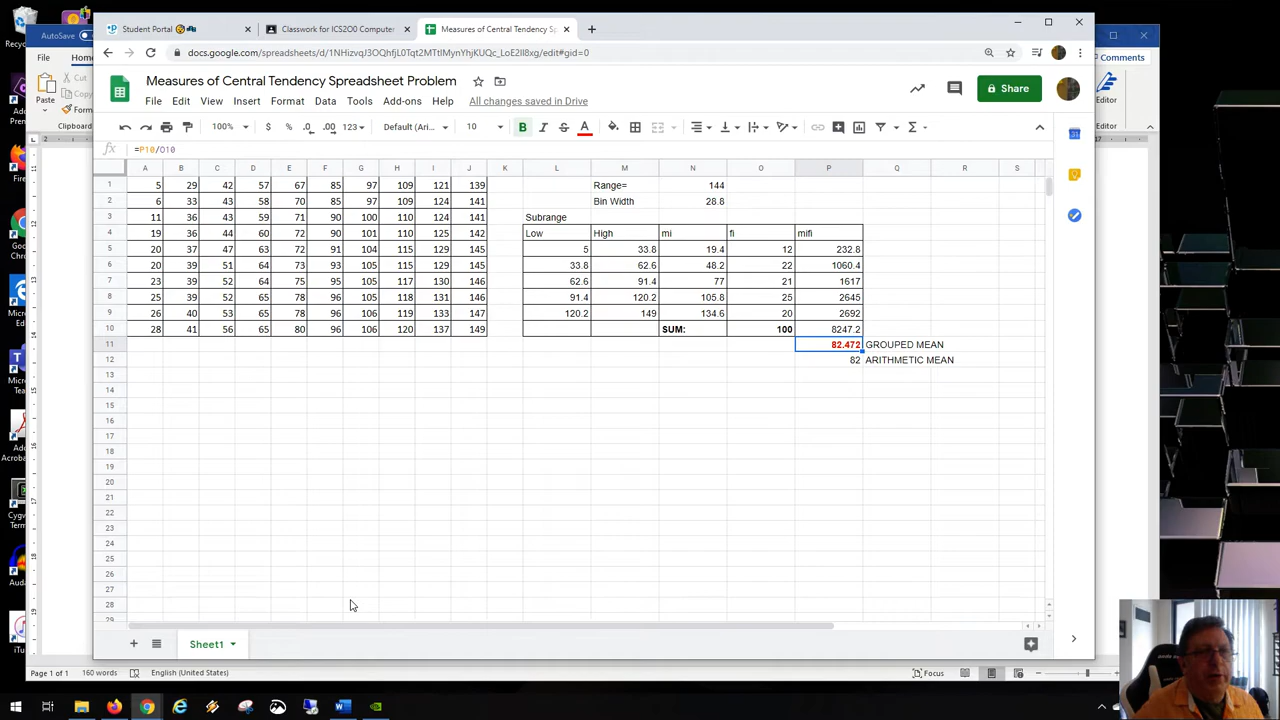 Recycle
AutoSave
Student Portal
Classwork for ICS200 Computer
Measures of Central Tendency Sp
docs.google.com/spreadsheets/d/1NHizvqJ3OQhfjL0Tqt2MTtlMynYhjKUQc_LoE2Il8xg/edit#gid=0
Measures of Central Tendency Spreadsheet Problem
File Edit View Insert Format Data Tools Add-ons Help All changes saved in Drive
Share
File Home
Comments
Cut
Paste
Clipboard
Editor
Editor
100% $ % .0 .00 123 Default (Ari... 10 B I S A
fx =P10/O10
A B C D E F G H I J K L M N O P Q R S
1 5 29 42 57 67 85 97 109 121 139 Range= 144
2 6 33 43 58 70 85 97 109 124 141 Bin Width 28.8
3 11 36 43 59 71 90 100 110 124 141 Subrange
4 19 36 44 60 72 90 101 110 125 142 Low High mi fi mifi
5 20 37 47 63 72 91 104 115 129 145 5 33.8 19.4 12 232.8
6 20 39 51 64 73 93 105 115 129 145 33.8 62.6 48.2 22 1060.4
7 23 39 51 64 75 95 105 117 130 146 62.6 91.4 77 21 1617
8 25 39 52 65 78 96 105 118 131 146 91.4 120.2 105.8 25 2645
9 26 40 53 65 78 96 106 119 133 147 120.2 149 134.6 20 2692
10 28 41 56 65 80 96 106 120 137 149 SUM: 100 8247.2
11 82.472 GROUPED MEAN
12 82 ARITHMETIC MEAN
13
14
15
16
17
18
19
20
21
22
23
24
25
26
27
28
29
Sheet1
Page 1 of 1 160 words English (United States) Focus